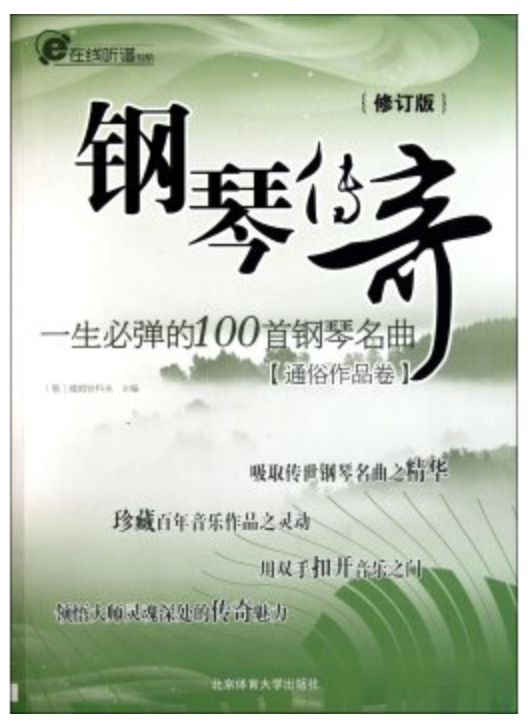 e在线听谱
{修订版}
钢琴传奇
一生必弹的100首钢琴名曲
【通俗作品卷】
主编
吸取传世钢琴名曲之精华
珍藏百年音乐作品之灵动
用双手扣开音乐之门
领悟大师灵魂深处的传奇魅力
北京体育大学出版社